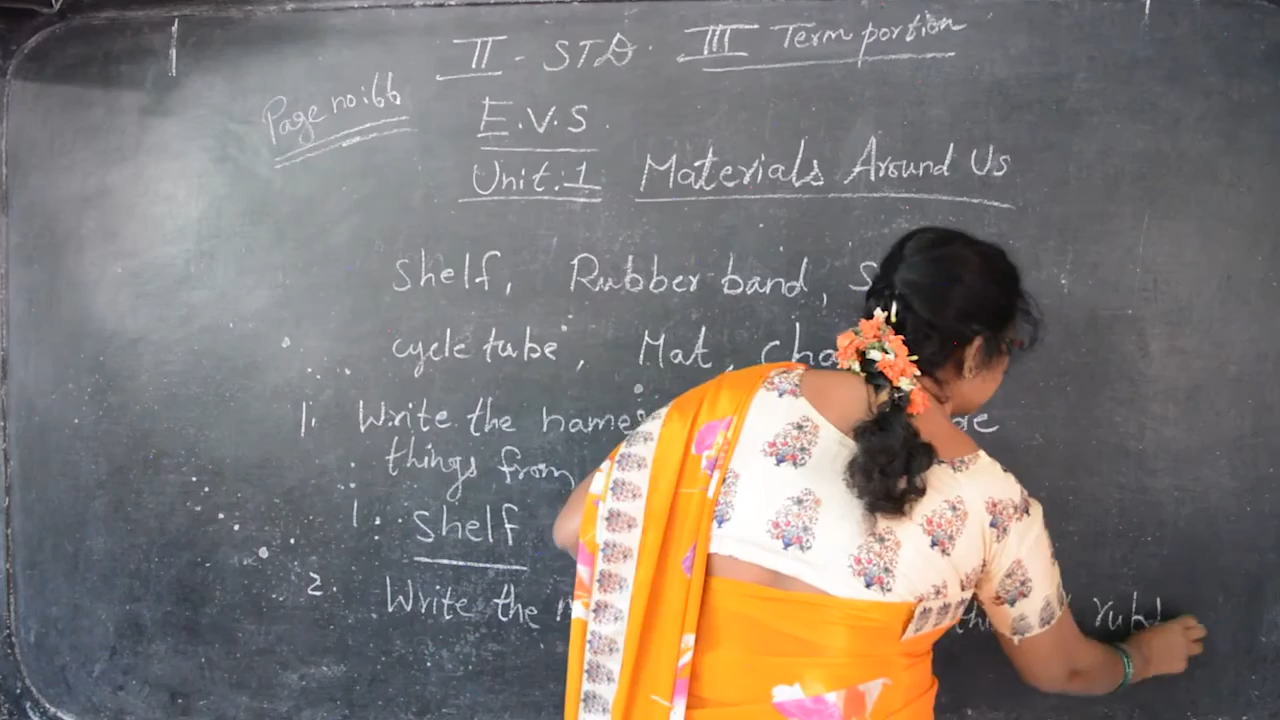 II - STD. III Term portion
Page no:66
E.V.S.
Unit.1 Materials Around Us
Shelf, Rubber band,
cycle tube, Mat,
1. Write the names
things from
1. Shelf
2. Write the